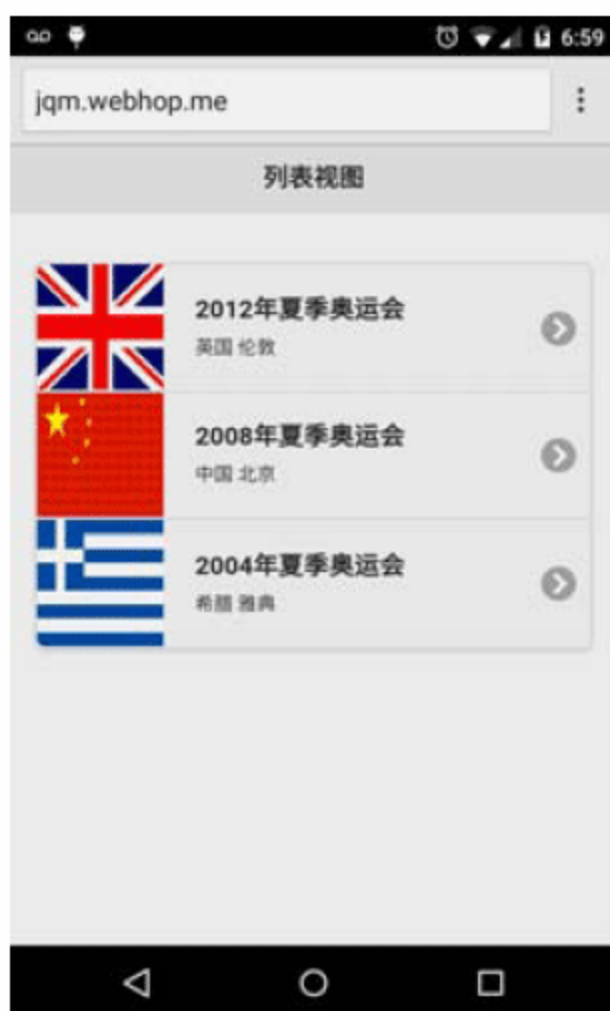 6:59
jqm.webhop.me
列表视图
2012年夏季奥运会
英国 伦敦
2008年夏季奥运会
中国 北京
2004年夏季奥运会
希腊 雅典